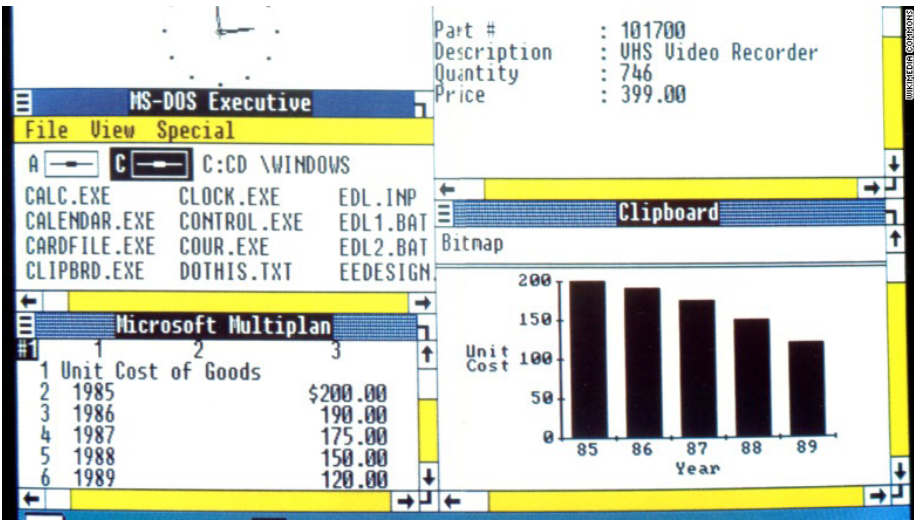 MS-DOS Executive
File View Special
A C C:CD \WINDOWS
CALC.EXE CLOCK.EXE EDL.INP
CALENDAR.EXE CONTROL.EXE EDL1.BAT
CARDFILE.EXE COUR.EXE EDL2.BAT
CLIPBRD.EXE DOTHIS.TXT EEDESIGN.
Microsoft Multiplan
#1 1 2 3
1 Unit Cost of Goods
2 1985 $200.00
3 1986 190.00
4 1987 175.00
5 1988 150.00
6 1989 120.00
Part # : 101700
Description : VHS Video Recorder
Quantity : 746
Price : 399.00
Clipboard
Bitmap
200
150
Unit
Cost 100
50
0
85 86 87 88 89
Year
WIKIMEDIA COMMONS